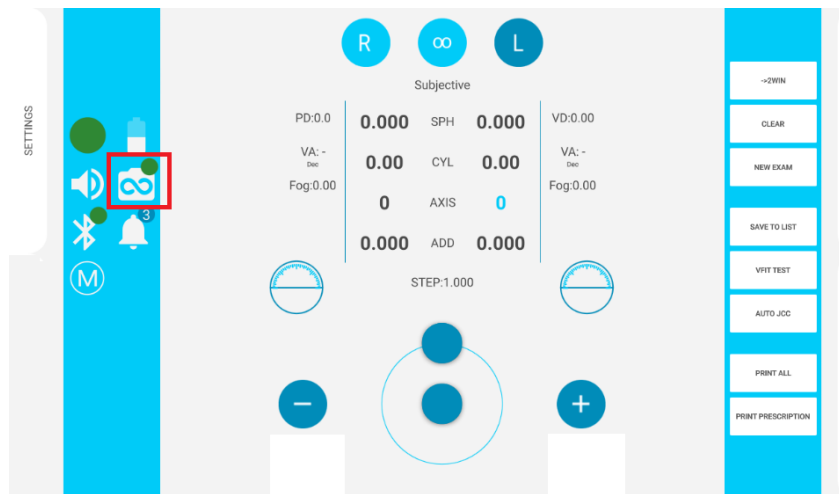 SETTINGS
3
M
R ∞ L
Subjective
PD:0.0 0.000 SPH 0.000 VD:0.00
VA: - 0.00 CYL 0.00 VA: -
Dec Dec
Fog:0.00 0 AXIS 0 Fog:0.00
0.000 ADD 0.000
STEP:1.000
− +
->2WIN
CLEAR
NEW EXAM
SAVE TO LIST
VFIT TEST
AUTO JCC
PRINT ALL
PRINT PRESCRIPTION